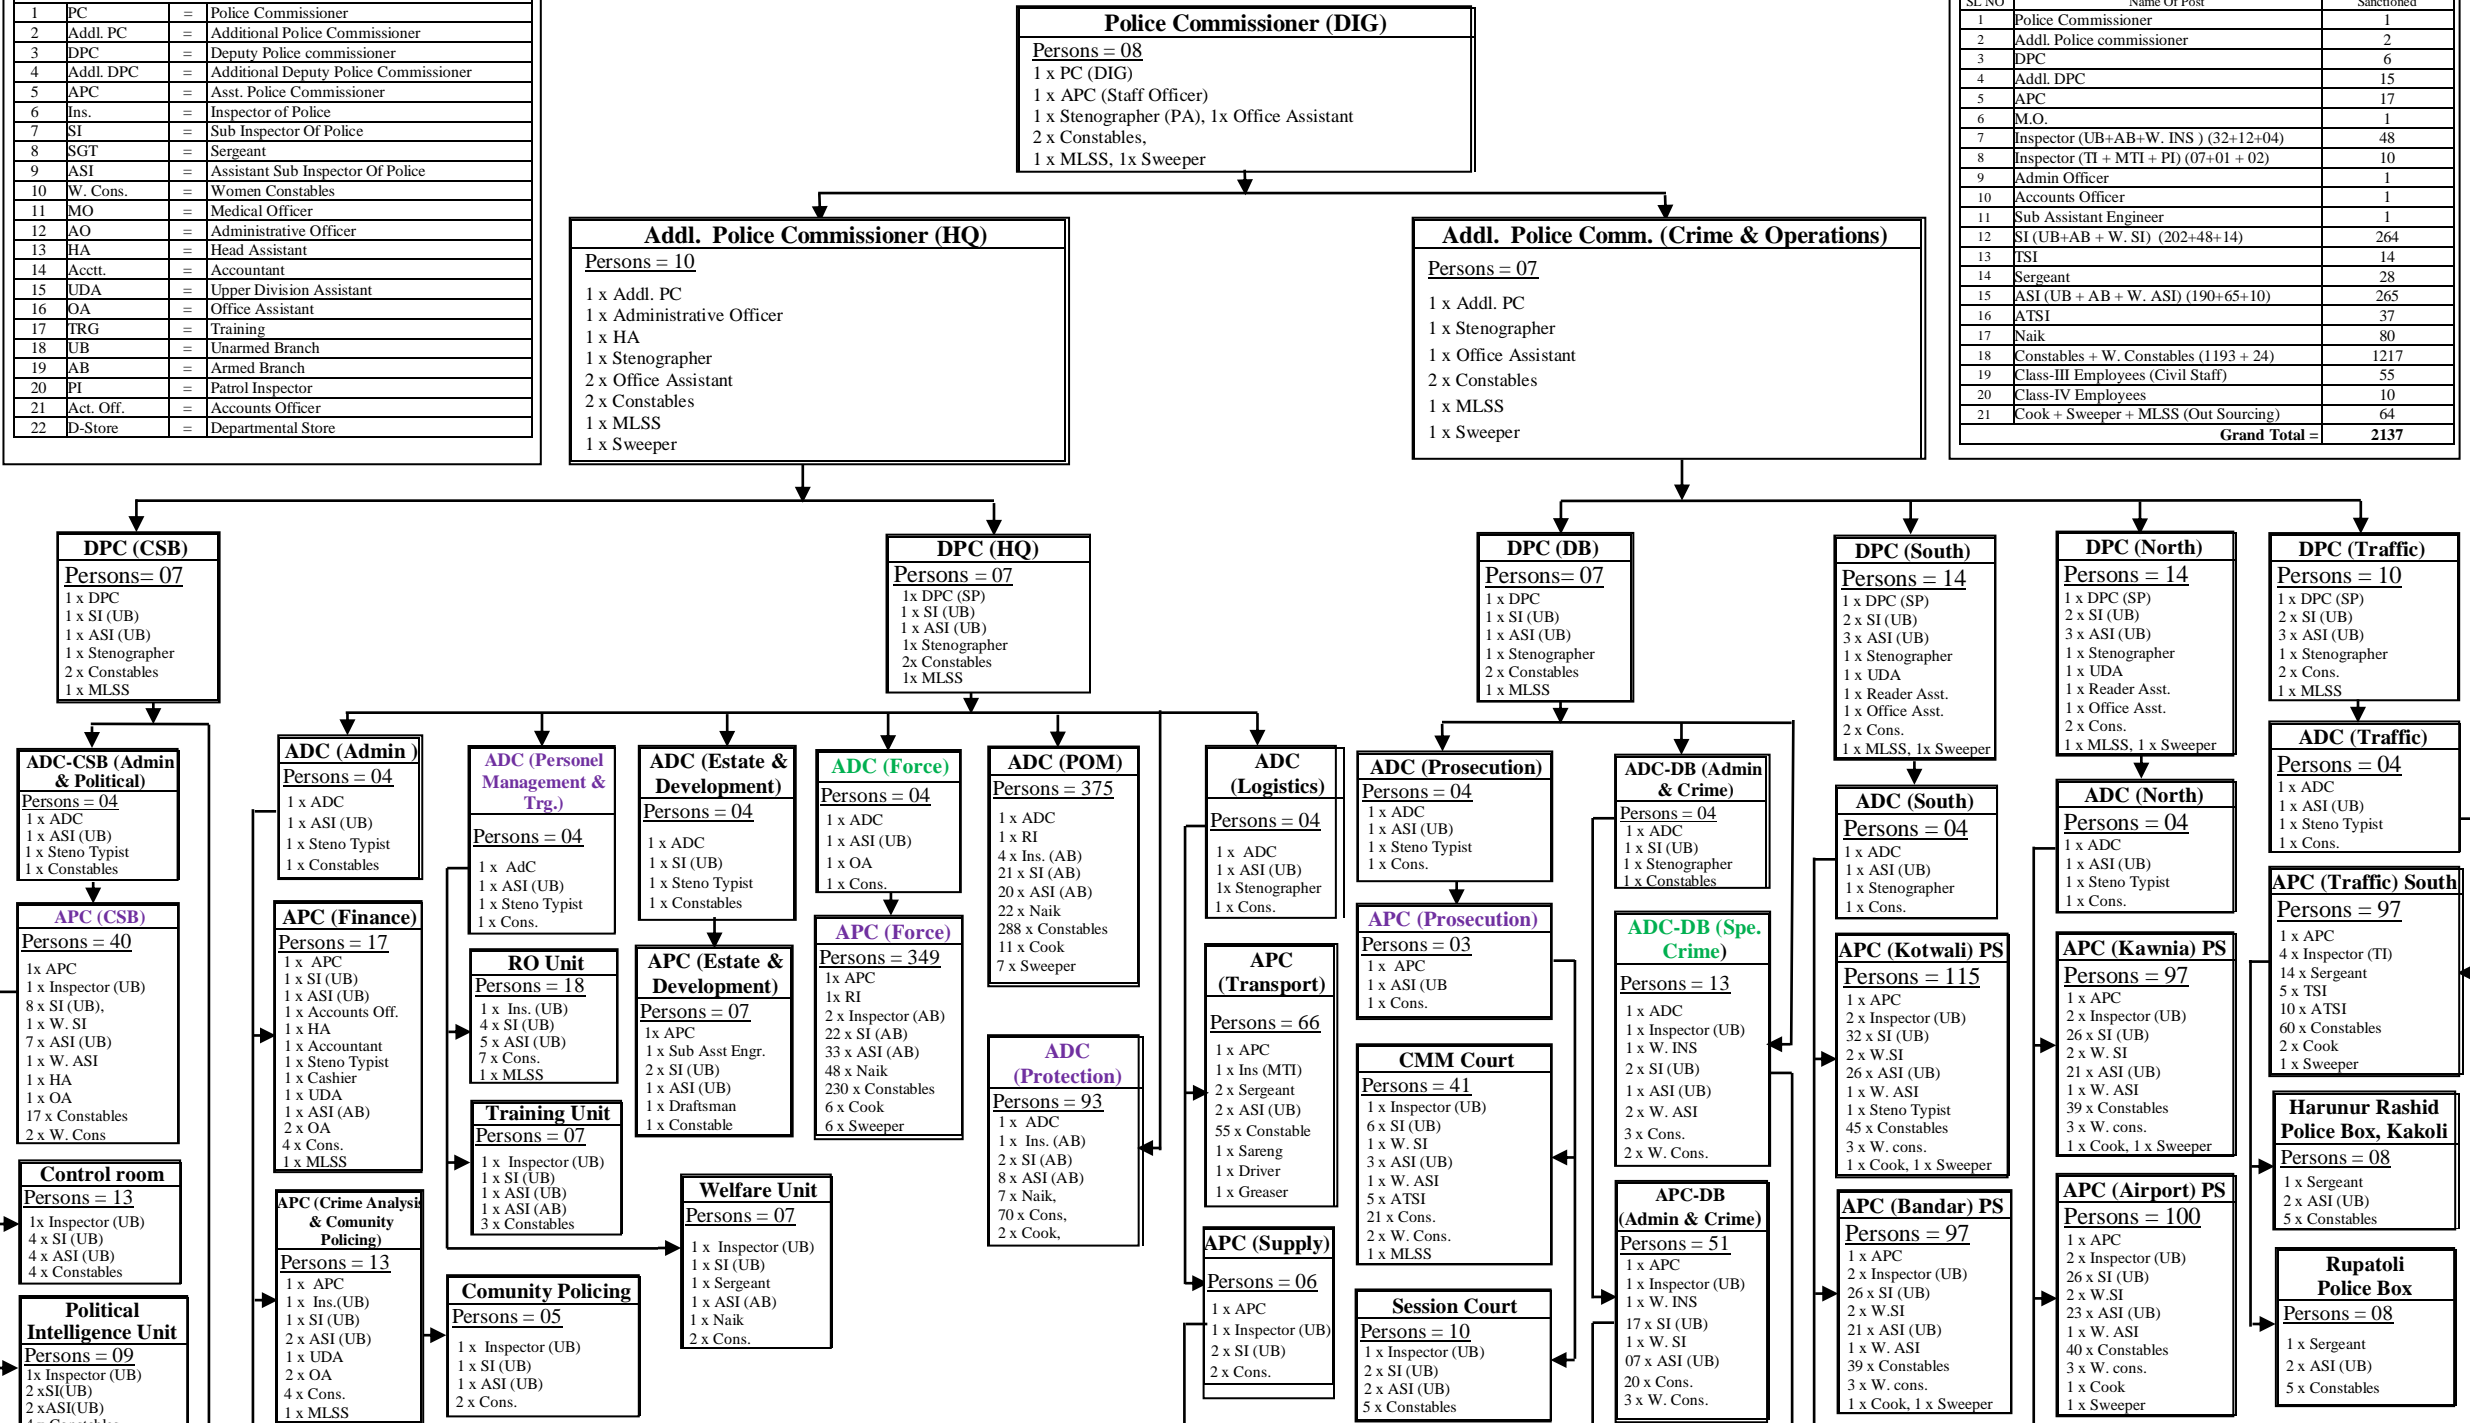 1 PC = Police Commissioner
2 Addl. PC = Additional Police Commissioner
3 DPC = Deputy Police commissioner
4 Addl. DPC = Additional Deputy Police Commissioner
5 APC = Asst. Police Commissioner
6 Ins. = Inspector of Police
7 SI = Sub Inspector Of Police
8 SGT = Sergeant
9 ASI = Assistant Sub Inspector Of Police
10 W. Cons. = Women Constables
11 MO = Medical Officer
12 AO = Administrative Officer
13 HA = Head Assistant
14 Acctt. = Accountant
15 UDA = Upper Division Assistant
16 OA = Office Assistant
17 TRG = Training
18 UB = Unarmed Branch
19 AB = Armed Branch
20 PI = Patrol Inspector
21 Act. Off. = Accounts Officer
22 D-Store = Departmental Store
Police Commissioner (DIG)
Persons = 08
1 x PC (DIG)
1 x APC (Staff Officer)
1 x Stenographer (PA), 1x Office Assistant
2 x Constables,
1 x MLSS, 1x Sweeper
SL NO Name Of Post Sanctioned
1 Police Commissioner 1
2 Addl. Police commissioner 2
3 DPC 6
4 Addl. DPC 15
5 APC 17
6 M.O. 1
7 Inspector (UB+AB+W. INS ) (32+12+04) 48
8 Inspector (TI + MTI + PI) (07+01 + 02) 10
9 Admin Officer 1
10 Accounts Officer 1
11 Sub Assistant Engineer 1
12 SI (UB+AB + W. SI) (202+48+14) 264
13 TSI 14
14 Sergeant 28
15 ASI (UB + AB + W. ASI) (190+65+10) 265
16 ATSI 37
17 Naik 80
18 Constables + W. Constables (1193 + 24) 1217
19 Class-III Employees (Civil Staff) 55
20 Class-IV Employees 10
21 Cook + Sweeper + MLSS (Out Sourcing) 64
Grand Total = 2137
Addl. Police Commissioner (HQ)
Persons = 10
1 x Addl. PC
1 x Administrative Officer
1 x HA
1 x Stenographer
2 x Office Assistant
2 x Constables
1 x MLSS
1 x Sweeper
Addl. Police Comm. (Crime & Operations)
Persons = 07
1 x Addl. PC
1 x Stenographer
1 x Office Assistant
2 x Constables
1 x MLSS
1 x Sweeper
DPC (CSB)
Persons= 07
1 x DPC
1 x SI (UB)
1 x ASI (UB)
1 x Stenographer
2 x Constables
1 x MLSS
DPC (HQ)
Persons = 07
1x DPC (SP)
1 x SI (UB)
1 x ASI (UB)
1x Stenographer
2x Constables
1x MLSS
DPC (DB)
Persons= 07
1 x DPC
1 x SI (UB)
1 x ASI (UB)
1 x Stenographer
2 x Constables
1 x MLSS
DPC (South)
Persons = 14
1 x DPC (SP)
2 x SI (UB)
3 x ASI (UB)
1 x Stenographer
1 x UDA
1 x Reader Asst.
1 x Office Asst.
2 x Cons.
1 x MLSS, 1x Sweeper
DPC (North)
Persons = 14
1 x DPC (SP)
2 x SI (UB)
3 x ASI (UB)
1 x Stenographer
1 x UDA
1 x Reader Asst.
1 x Office Asst.
2 x Cons.
1 x MLSS, 1 x Sweeper
DPC (Traffic)
Persons = 10
1 x DPC (SP)
2 x SI (UB)
3 x ASI (UB)
1 x Stenographer
2 x Cons.
1 x MLSS
ADC-CSB (Admin
& Political)
Persons = 04
1 x ADC
1 x ASI (UB)
1 x Steno Typist
1 x Constables
APC (CSB)
Persons = 40
1x APC
1 x Inspector (UB)
8 x SI (UB),
1 x W. SI
7 x ASI (UB)
1 x W. ASI
1 x HA
1 x OA
17 x Constables
2 x W. Cons
Control room
Persons = 13
1x Inspector (UB)
4 x SI (UB)
4 x ASI (UB)
4 x Constables
Political
Intelligence Unit
Persons = 09
1x Inspector (UB)
2 xSI(UB)
2 xASI(UB)
ADC (Admin )
Persons = 04
1 x ADC
1 x ASI (UB)
1 x Steno Typist
1 x Constables
APC (Finance)
Persons = 17
1 x APC
1 x SI (UB)
1 x ASI (UB)
1 x Accounts Off.
1 x HA
1 x Accountant
1 x Steno Typist
1 x Cashier
1 x UDA
1 x ASI (AB)
2 x OA
4 x Cons.
1 x MLSS
APC (Crime Analysis
& Comunity
Policing)
Persons = 13
1 x APC
1 x Ins.(UB)
1 x SI (UB)
2 x ASI (UB)
1 x UDA
2 x OA
4 x Cons.
1 x MLSS
ADC (Personel
Management &
Trg.)
Persons = 04
1 x AdC
1 x ASI (UB)
1 x Steno Typist
1 x Cons.
RO Unit
Persons = 18
1 x Ins. (UB)
4 x SI (UB)
5 x ASI (UB)
7 x Cons.
1 x MLSS
Training Unit
Persons = 07
1 x Inspector (UB)
1 x SI (UB)
1 x ASI (UB)
1 x ASI (AB)
3 x Constables
Comunity Policing
Persons = 05
1 x Inspector (UB)
1 x SI (UB)
1 x ASI (UB)
2 x Cons.
ADC (Estate &
Development)
Persons = 04
1 x ADC
1 x SI (UB)
1 x Steno Typist
1 x Constables
APC (Estate &
Development)
Persons = 07
1x APC
1 x Sub Asst Engr.
2 x SI (UB)
1 x ASI (UB)
1 x Draftsman
1 x Constable
Welfare Unit
Persons = 07
1 x Inspector (UB)
1 x SI (UB)
1 x Sergeant
1 x ASI (AB)
1 x Naik
2 x Cons.
ADC (Force)
Persons = 04
1 x ADC
1 x ASI (UB)
1 x OA
1 x Cons.
APC (Force)
Persons = 349
1x APC
1x RI
2 x Inspector (AB)
22 x SI (AB)
33 x ASI (AB)
48 x Naik
230 x Constables
6 x Cook
6 x Sweeper
ADC (POM)
Persons = 375
1 x ADC
1 x RI
4 x Ins. (AB)
21 x SI (AB)
20 x ASI (AB)
22 x Naik
288 x Constables
11 x Cook
7 x Sweeper
ADC
(Protection)
Persons = 93
1 x ADC
1 x Ins. (AB)
2 x SI (AB)
8 x ASI (AB)
7 x Naik,
70 x Cons,
2 x Cook,
ADC
(Logistics)
Persons = 04
1 x ADC
1 x ASI (UB)
1x Stenographer
1 x Cons.
APC
(Transport)
Persons = 66
1 x APC
1 x Ins (MTI)
2 x Sergeant
2 x ASI (UB)
55 x Constable
1 x Sareng
1 x Driver
1 x Greaser
APC (Supply)
Persons = 06
1 x APC
1 x Inspector (UB)
2 x SI (UB)
2 x Cons.
ADC (Prosecution)
Persons = 04
1 x ADC
1 x ASI (UB)
1 x Steno Typist
1 x Cons.
APC (Prosecution)
Persons = 03
1 x APC
1 x ASI (UB
1 x Cons.
CMM Court
Persons = 41
1 x Inspector (UB)
6 x SI (UB)
1 x W. SI
3 x ASI (UB)
1 x W. ASI
5 x ATSI
21 x Cons.
2 x W. Cons.
1 x MLSS
Session Court
Persons = 10
1 x Inspector (UB)
2 x SI (UB)
2 x ASI (UB)
5 x Constables
ADC-DB (Admin
& Crime)
Persons = 04
1 x ADC
1 x SI (UB)
1 x Stenographer
1 x Constables
ADC-DB (Spe.
Crime)
Persons = 13
1 x ADC
1 x Inspector (UB)
1 x W. INS
2 x SI (UB)
1 x ASI (UB)
2 x W. ASI
3 x Cons.
2 x W. Cons.
APC-DB
(Admin & Crime)
Persons = 51
1 x APC
1 x Inspector (UB)
1 x W. INS
17 x SI (UB)
1 x W. SI
07 x ASI (UB)
20 x Cons.
3 x W. Cons.
ADC (South)
Persons = 04
1 x ADC
1 x ASI (UB)
1 x Stenographer
1 x Cons.
APC (Kotwali) PS
Persons = 115
1 x APC
2 x Inspector (UB)
32 x SI (UB)
2 x W.SI
26 x ASI (UB)
1 x W. ASI
1 x Steno Typist
45 x Constables
3 x W. cons.
1 x Cook, 1 x Sweeper
APC (Bandar) PS
Persons = 97
1 x APC
2 x Inspector (UB)
26 x SI (UB)
2 x W.SI
21 x ASI (UB)
1 x W. ASI
39 x Constables
3 x W. cons.
1 x Cook, 1 x Sweeper
ADC (North)
Persons = 04
1 x ADC
1 x ASI (UB)
1 x Steno Typist
1 x Cons.
APC (Kawnia) PS
Persons = 97
1 x APC
2 x Inspector (UB)
26 x SI (UB)
2 x W. SI
21 x ASI (UB)
1 x W. ASI
39 x Constables
3 x W. cons.
1 x Cook, 1 x Sweeper
APC (Airport) PS
Persons = 100
1 x APC
2 x Inspector (UB)
26 x SI (UB)
2 x W.SI
23 x ASI (UB)
1 x W. ASI
40 x Constables
3 x W. cons.
1 x Cook
1 x Sweeper
ADC (Traffic)
Persons = 04
1 x ADC
1 x ASI (UB)
1 x Steno Typist
1 x Cons.
APC (Traffic) South
Persons = 97
1 x APC
4 x Inspector (TI)
14 x Sergeant
5 x TSI
10 x ATSI
60 x Constables
2 x Cook
1 x Sweeper
Harunur Rashid
Police Box, Kakoli
Persons = 08
1 x Sergeant
2 x ASI (UB)
5 x Constables
Rupatoli
Police Box
Persons = 08
1 x Sergeant
2 x ASI (UB)
5 x Constables